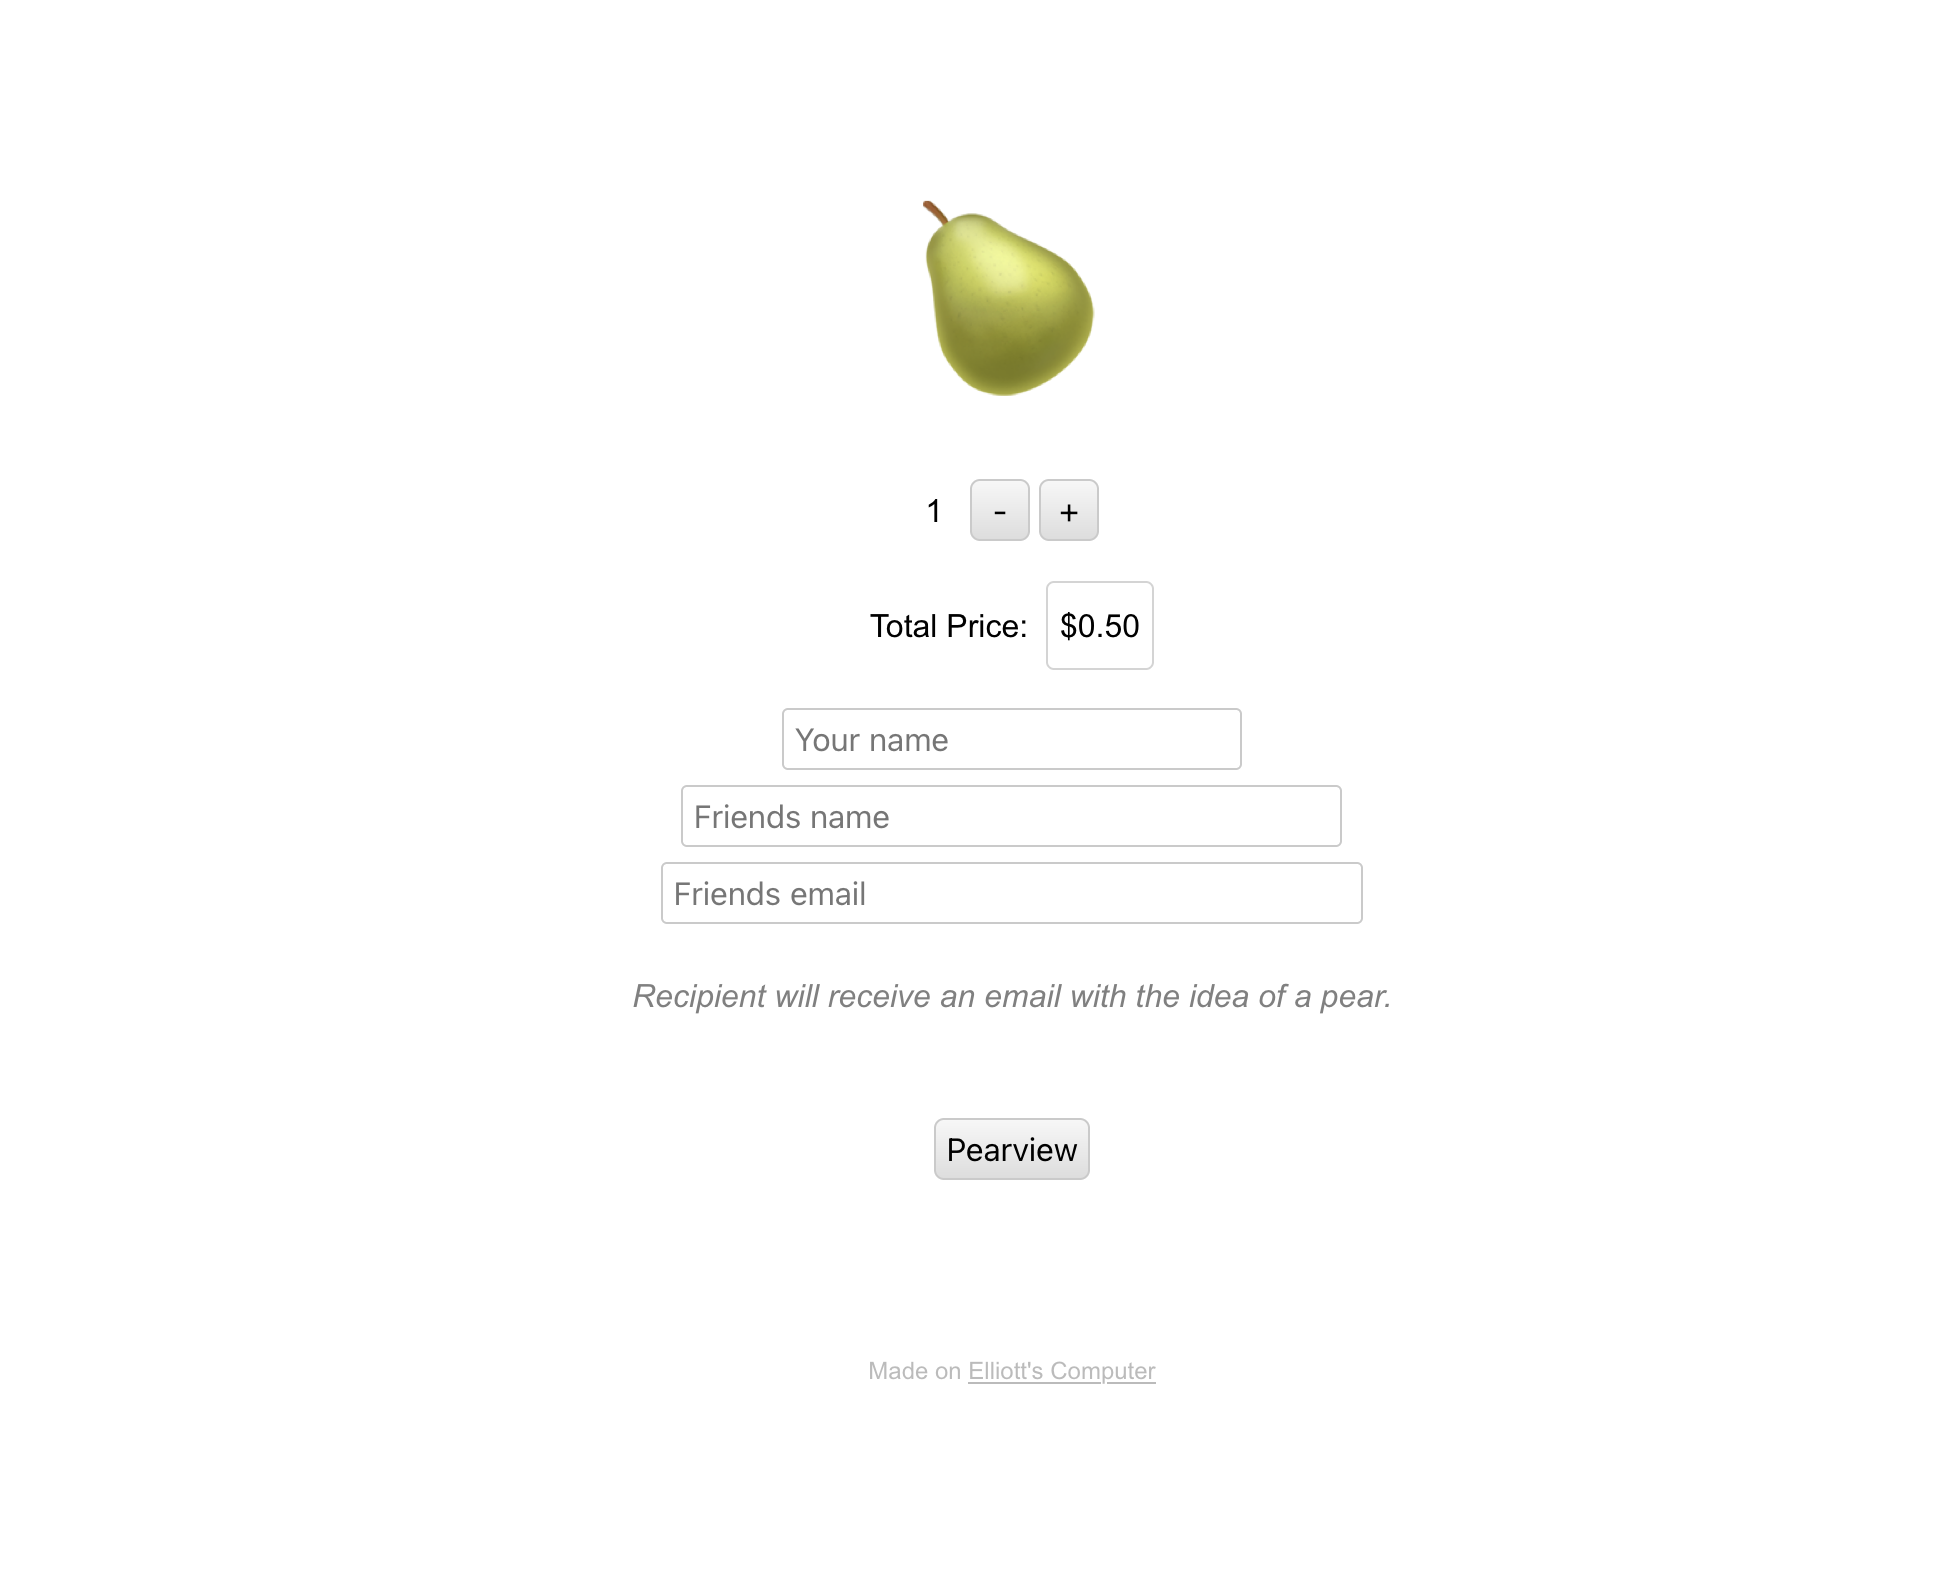 1 - +
Total Price: $0.50
Your name
Friends name
Friends email
Recipient will receive an email with the idea of a pear.
Pearview
Made on Elliott's Computer